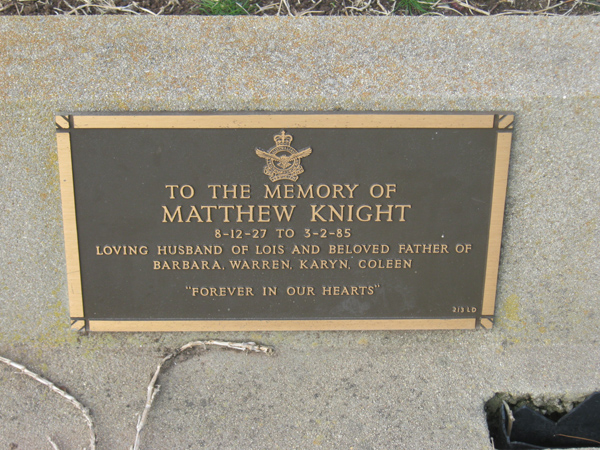 TO THE MEMORY OF
MATTHEW KNIGHT
8-12-27 TO 3-2-85
LOVING HUSBAND OF LOIS AND BELOVED FATHER OF
BARBARA, WARREN, KARYN, COLEEN
"FOREVER IN OUR HEARTS"
2/3 LD